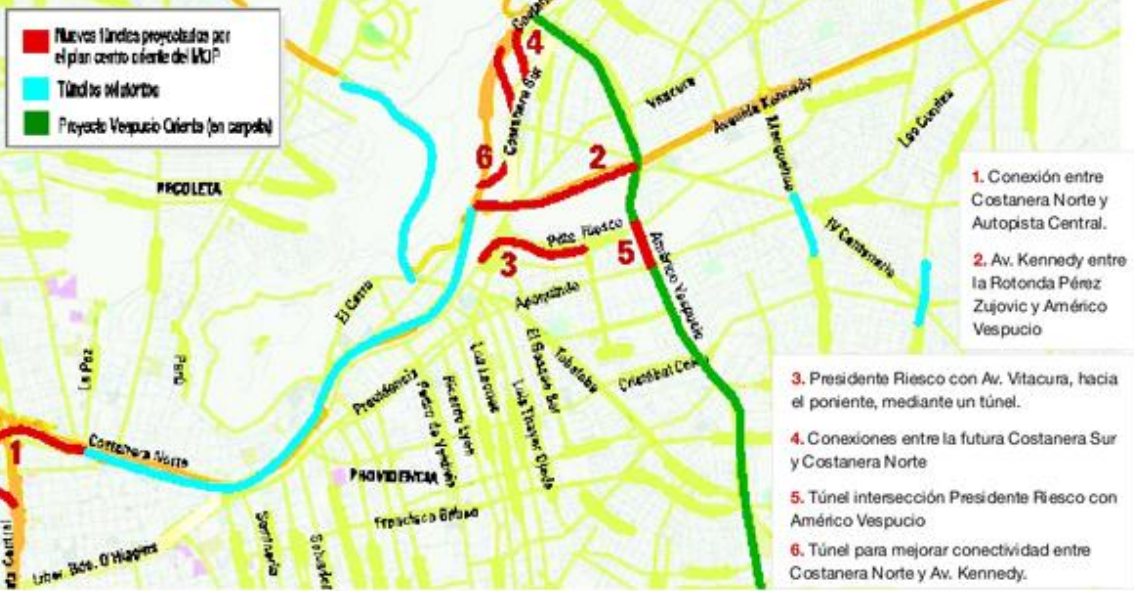 Nuevos túneles proyectados por
el plan centro oriente del MOP
Túneles existentes
Proyecto Vespucio Oriente (en carpeta)
4
Costanera Sur
Vitacura
Avenida Kennedy
Manquehue
Las Condes
6
2
RECOLETA
1. Conexión entre
Costanera Norte y
Autopista Central.
2. Av. Kennedy entre
la Rotonda Pérez
Zujovic y Américo
Vespucio
IV Centenario
Pdte. Riesco
3
5
Américo Vespucio
Apoquindo
El Cerro
La Paz
Perú
El Bosque Sur
Tobalaba
Los Leones
Luis Thayer Ojeda
Ricardo Lyon
Pedro de Valdivia
Providencia
3. Presidente Riesco con Av. Vitacura, hacia
el poniente, mediante un túnel.
4. Conexiones entre la futura Costanera Sur
y Costanera Norte
5. Túnel intersección Presidente Riesco con
Américo Vespucio
6. Túnel para mejorar conectividad entre
Costanera Norte y Av. Kennedy.
1
Costanera Norte
PROVIDENCIA
Francisco Bilbao
Seminario
Salvador
Liber. Bdo. O'Higgins